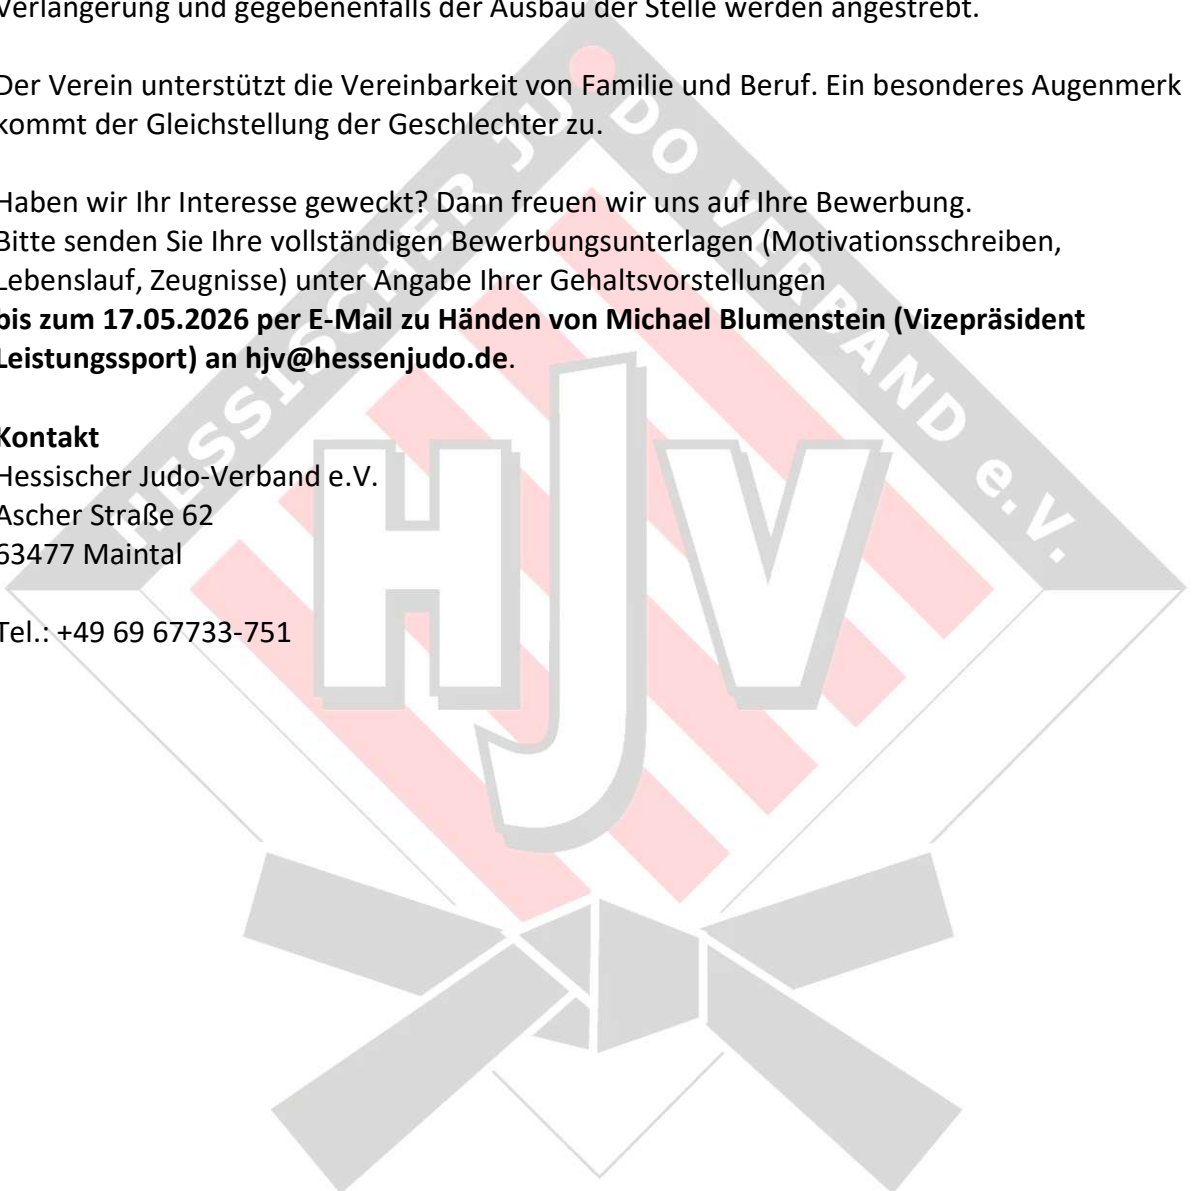 Verlängerung und gegebenenfalls der Ausbau der Stelle werden angestrebt.
Der Verein unterstützt die Vereinbarkeit von Familie und Beruf. Ein besonderes Augenmerk
kommt der Gleichstellung der Geschlechter zu.
Haben wir Ihr Interesse geweckt? Dann freuen wir uns auf Ihre Bewerbung.
Bitte senden Sie Ihre vollständigen Bewerbungsunterlagen (Motivationsschreiben,
Lebenslauf, Zeugnisse) unter Angabe Ihrer Gehaltsvorstellungen
bis zum 17.05.2026 per E-Mail zu Händen von Michael Blumenstein (Vizepräsident
Leistungssport) an hjv@hessenjudo.de.
Kontakt
Hessischer Judo-Verband e.V.
Ascher Straße 62
63477 Maintal
Tel.: +49 69 67733-751
HESSISCHER JUDO VERBAND e.V.
HJV